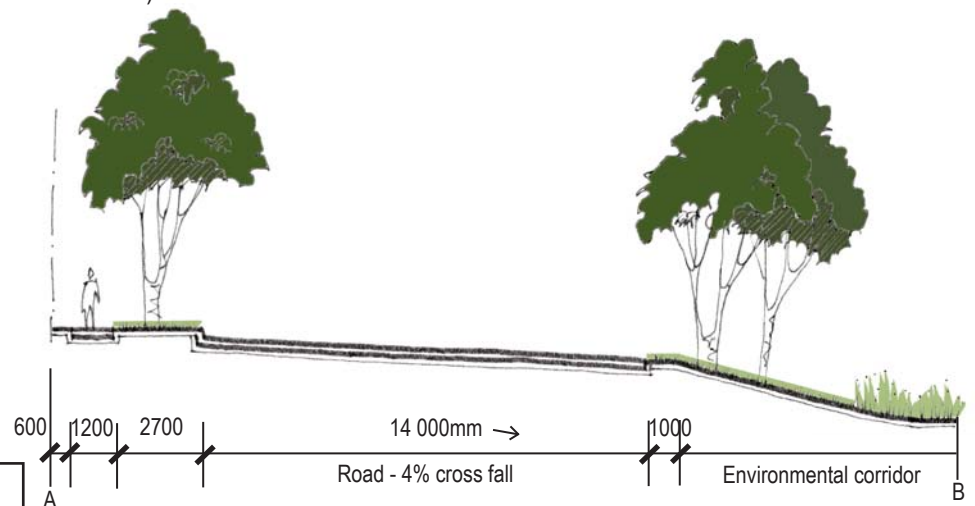 600 1200 2700 14 000mm → 1000
Road - 4% cross fall Environmental corridor
A B